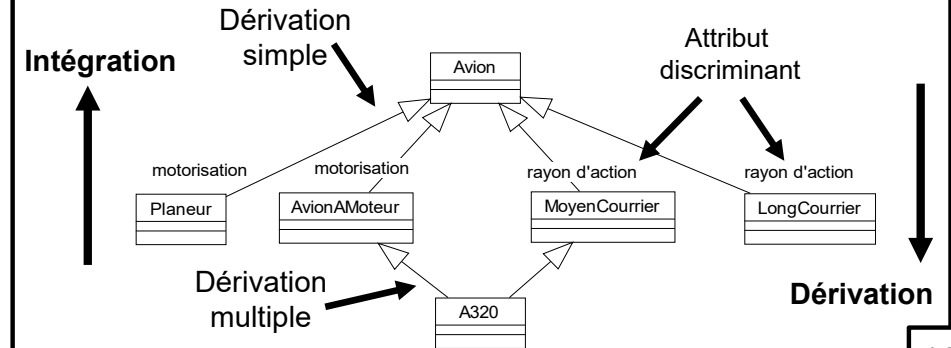 Dérivation
simple
Intégration
Avion
Attribut
discriminant
motorisation
motorisation
rayon d'action
rayon d'action
Planeur
AvionAMoteur
MoyenCourrier
LongCourrier
Dérivation
multiple
A320
Dérivation